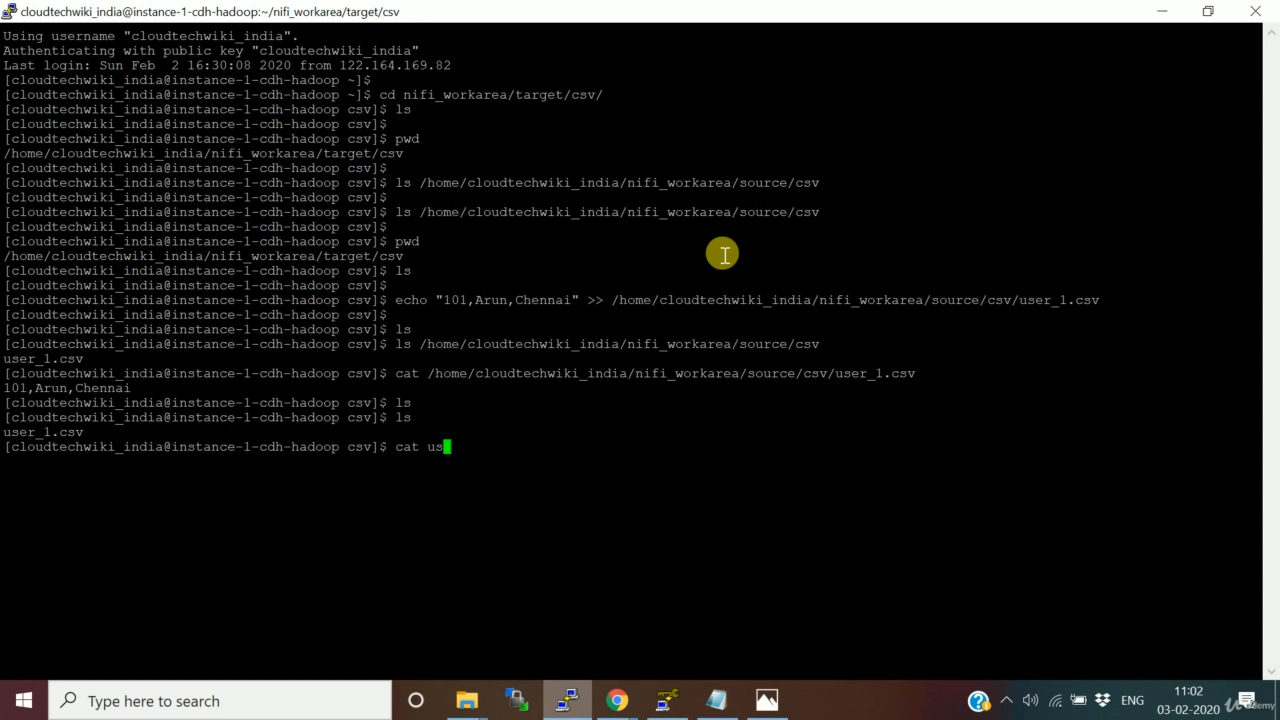 cloudtechwiki_india@instance-1-cdh-hadoop:~/nifi_workarea/target/csv
Using username "cloudtechwiki_india".
Authenticating with public key "cloudtechwiki_india"
Last login: Sun Feb  2 16:30:08 2020 from 122.164.169.82
[cloudtechwiki_india@instance-1-cdh-hadoop ~]$
[cloudtechwiki_india@instance-1-cdh-hadoop ~]$ cd nifi_workarea/target/csv/
[cloudtechwiki_india@instance-1-cdh-hadoop csv]$ ls
[cloudtechwiki_india@instance-1-cdh-hadoop csv]$
[cloudtechwiki_india@instance-1-cdh-hadoop csv]$ pwd
/home/cloudtechwiki_india/nifi_workarea/target/csv
[cloudtechwiki_india@instance-1-cdh-hadoop csv]$
[cloudtechwiki_india@instance-1-cdh-hadoop csv]$ ls /home/cloudtechwiki_india/nifi_workarea/source/csv
[cloudtechwiki_india@instance-1-cdh-hadoop csv]$
[cloudtechwiki_india@instance-1-cdh-hadoop csv]$ ls /home/cloudtechwiki_india/nifi_workarea/source/csv
[cloudtechwiki_india@instance-1-cdh-hadoop csv]$
[cloudtechwiki_india@instance-1-cdh-hadoop csv]$ pwd
/home/cloudtechwiki_india/nifi_workarea/target/csv
[cloudtechwiki_india@instance-1-cdh-hadoop csv]$ ls
[cloudtechwiki_india@instance-1-cdh-hadoop csv]$
[cloudtechwiki_india@instance-1-cdh-hadoop csv]$ echo "101,Arun,Chennai" >> /home/cloudtechwiki_india/nifi_workarea/source/csv/user_1.csv
[cloudtechwiki_india@instance-1-cdh-hadoop csv]$
[cloudtechwiki_india@instance-1-cdh-hadoop csv]$ ls
[cloudtechwiki_india@instance-1-cdh-hadoop csv]$ ls /home/cloudtechwiki_india/nifi_workarea/source/csv
user_1.csv
[cloudtechwiki_india@instance-1-cdh-hadoop csv]$ cat /home/cloudtechwiki_india/nifi_workarea/source/csv/user_1.csv
101,Arun,Chennai
[cloudtechwiki_india@instance-1-cdh-hadoop csv]$ ls
[cloudtechwiki_india@instance-1-cdh-hadoop csv]$ ls
user_1.csv
[cloudtechwiki_india@instance-1-cdh-hadoop csv]$ cat us
Type here to search
ENG
11:02
03-02-2020
Udemy